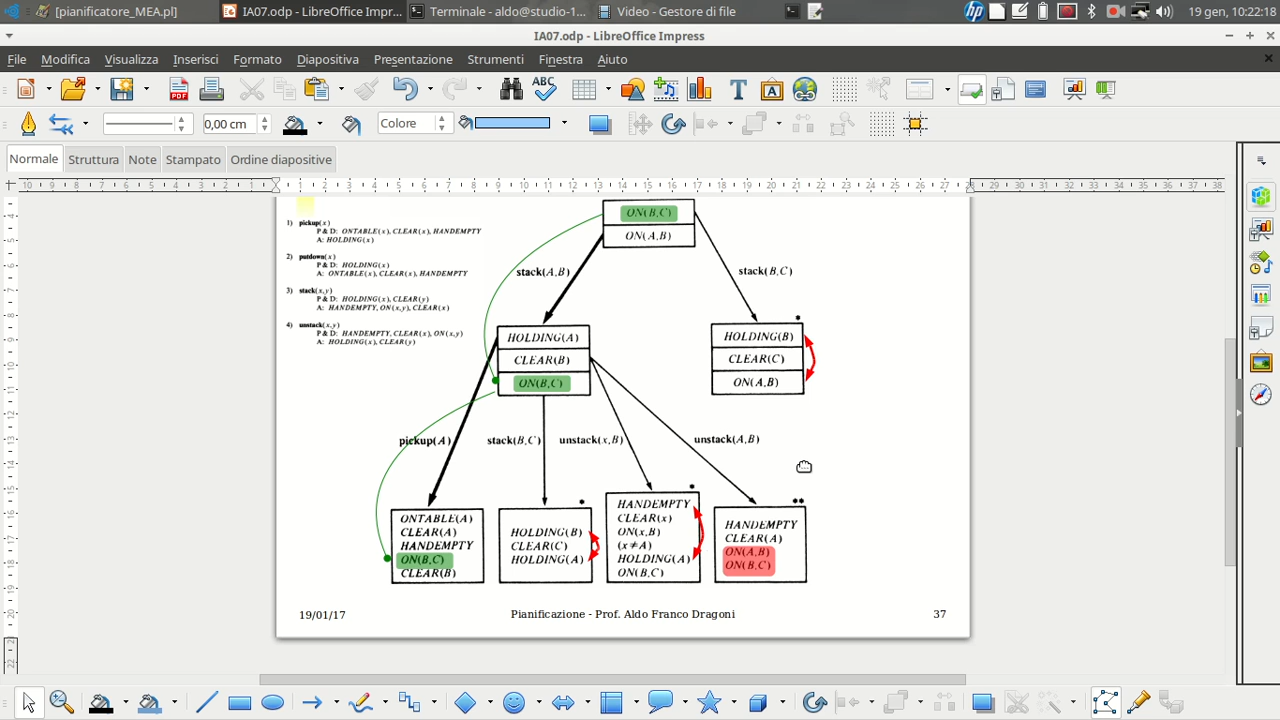 [pianificatore_MEA.pl]
IA07.odp - LibreOffice Impr...
Terminale - aldo@studio-1...
Video - Gestore di file
19 gen, 10:22:18
IA07.odp - LibreOffice Impress
File Modifica Visualizza Inserisci Formato Diapositiva Presentazione Strumenti Finestra Aiuto
0,00 cm Colore
Normale Struttura Note Stampato Ordine diapositive
1) pickup(x)
P & D: ONTABLE(x), CLEAR(x), HANDEMPTY
A: HOLDING(x)
2) putdown(x)
P & D: HOLDING(x)
A: ONTABLE(x), CLEAR(x), HANDEMPTY
3) stack(x,y)
P & D: HOLDING(x), CLEAR(y)
A: HANDEMPTY, ON(x,y), CLEAR(x)
4) unstack(x,y)
P & D: HANDEMPTY, CLEAR(x), ON(x,y)
A: HOLDING(x), CLEAR(y)
ON(B,C)
ON(A,B)
stack(A,B)
stack(B,C)
HOLDING(A)
CLEAR(B)
ON(B,C)
*
HOLDING(B)
CLEAR(C)
ON(A,B)
pickup(A)
stack(B,C)
unstack(x,B)
unstack(A,B)
ONTABLE(A)
CLEAR(A)
HANDEMPTY
ON(B,C)
CLEAR(B)
*
HOLDING(B)
CLEAR(C)
HOLDING(A)
*
HANDEMPTY
CLEAR(x)
ON(x,B)
(x≠A)
HOLDING(A)
ON(B,C)
**
HANDEMPTY
CLEAR(A)
ON(A,B)
ON(B,C)
19/01/17
Pianificazione - Prof. Aldo Franco Dragoni
37